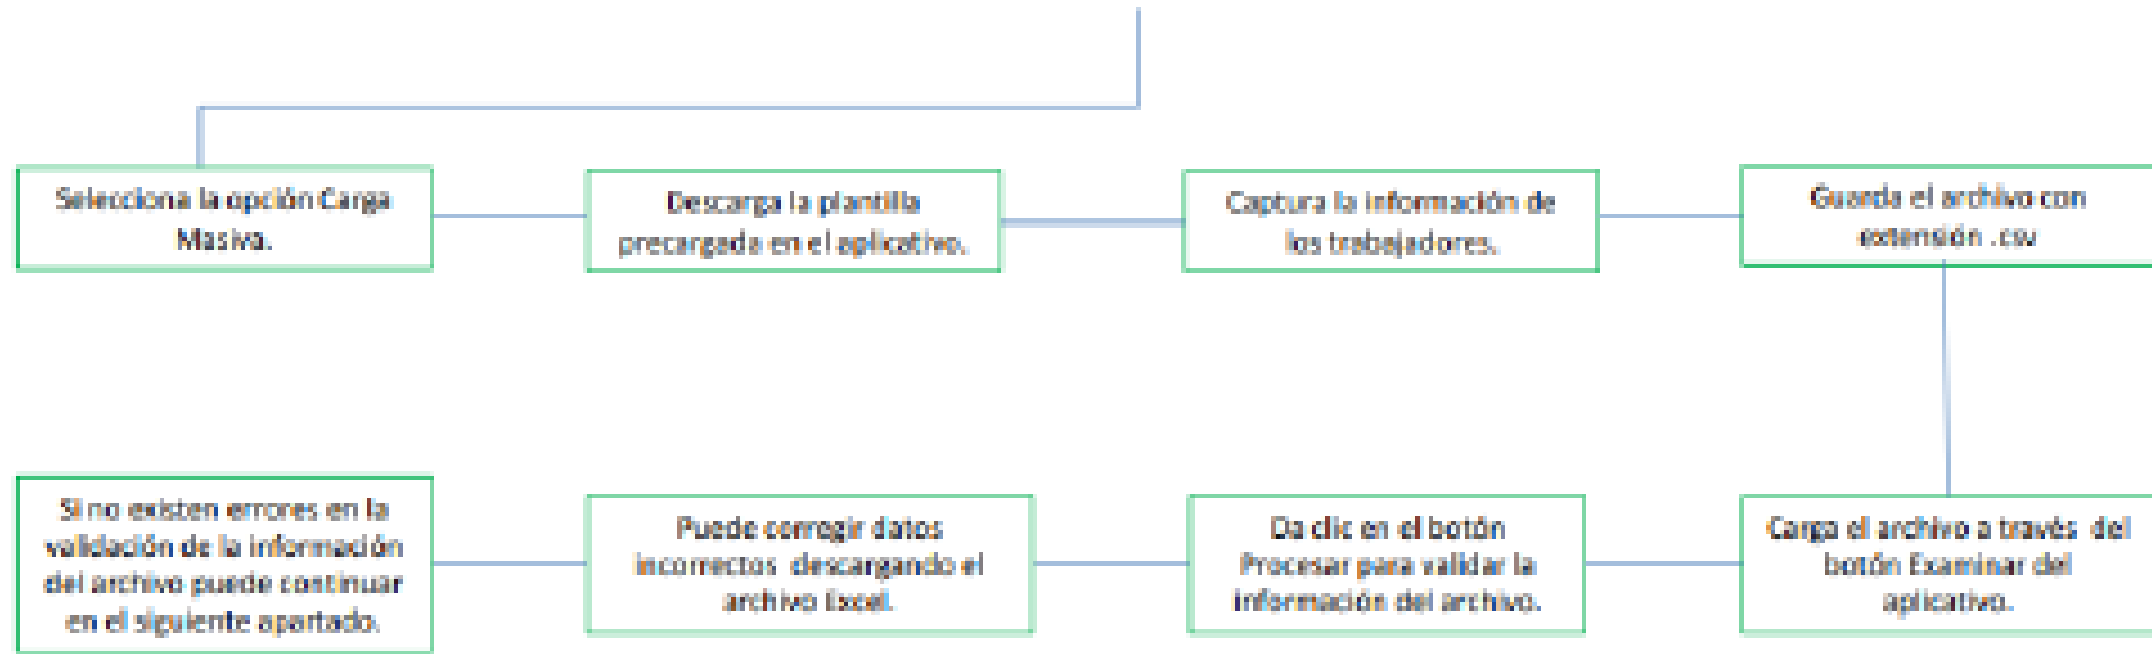 Selecciona la opción Carga
Masiva.
Descarga la plantilla
precargada en el aplicativo.
Captura la información de
los trabajadores.
Guarda el archivo con
extensión .csv
Carga el archivo a través del
botón Examinar del
aplicativo.
Da clic en el botón
Procesar para validar la
información del archivo.
Puede corregir datos
incorrectos descargando el
archivo Excel.
Si no existen errores en la
validación de la información
del archivo puede continuar
en el siguiente apartado.